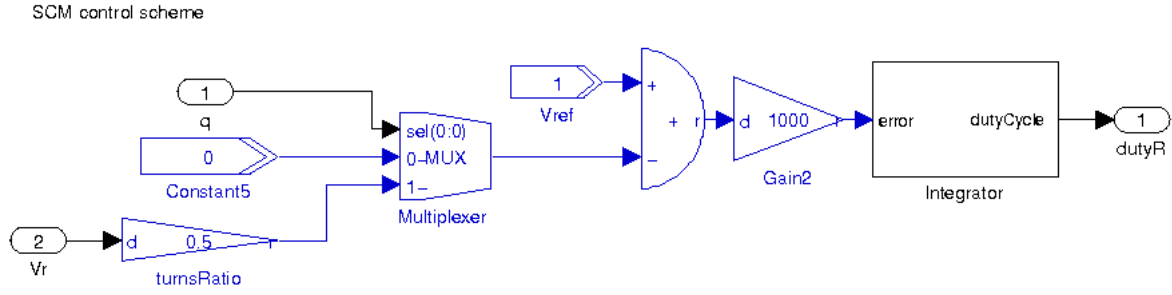 SCM control scheme
1
q
0
Constant5
2
Vr
d 0.5 r
turnsRatio
sel(0:0)
0-MUX
1-
Multiplexer
1
Vref
+
+ r
-
d 1000 r
Gain2
error dutyCycle
Integrator
1
dutyR